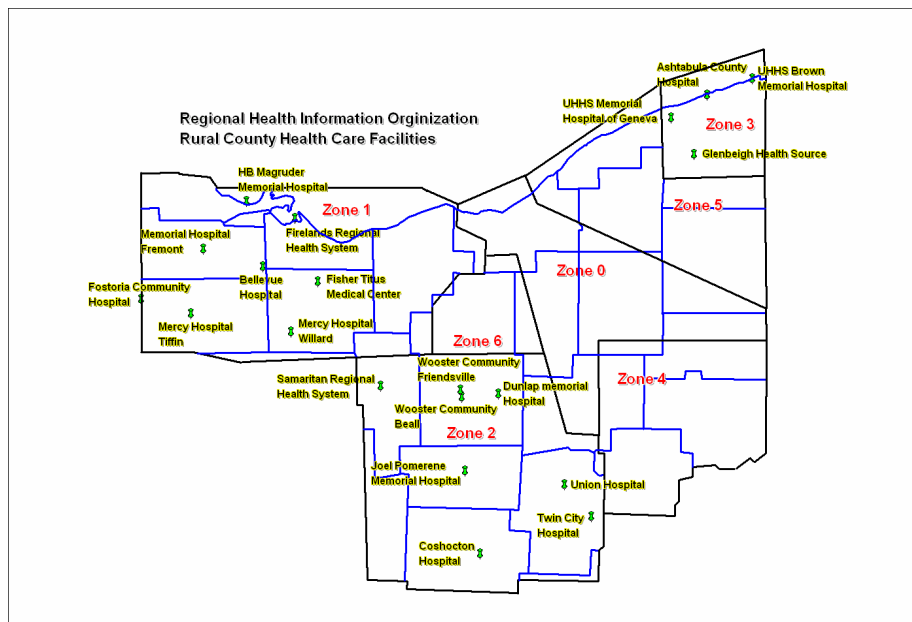 Ashtabula County
Hospital
UHHS Brown
Memorial Hospital
UHHS Memorial
Hospital of Geneva
Zone 3
Regional Health Information Orginization
Rural County Health Care Facilities
Glenbeigh Health Source
HB Magruder
Memorial Hospital
Zone 1
Zone 5
Memorial Hospital
Fremont
Firelands Regional
Health System
Zone 0
Bellevue
Hospital
Fisher Titus
Medical Center
Fostoria Community
Hospital
Mercy Hospital
Tiffin
Mercy Hospital
Willard
Zone 6
Wooster Community
Friendsville
Samaritan Regional
Health System
Dunlap memorial
Hospital
Zone 4
Wooster Community
Beall
Zone 2
Joel Pomerene
Memorial Hospital
Union Hospital
Twin City
Hospital
Coshocton
Hospital